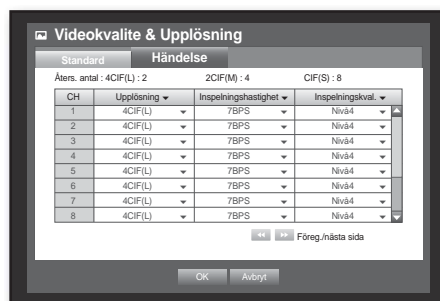 Videokvalite & Upplösning
Standard Händelse
Åters. antal : 4CIF(L) : 2 2CIF(M) : 4 CIF(S) : 8
CH Upplösning Inspelningshastighet Inspelningskval.
1 4CIF(L) 7BPS Nivå4
2 4CIF(L) 7BPS Nivå4
3 4CIF(L) 7BPS Nivå4
4 4CIF(L) 7BPS Nivå4
5 4CIF(L) 7BPS Nivå4
6 4CIF(L) 7BPS Nivå4
7 4CIF(L) 7BPS Nivå4
8 4CIF(L) 7BPS Nivå4
Föreg./nästa sida
OK Avbryt